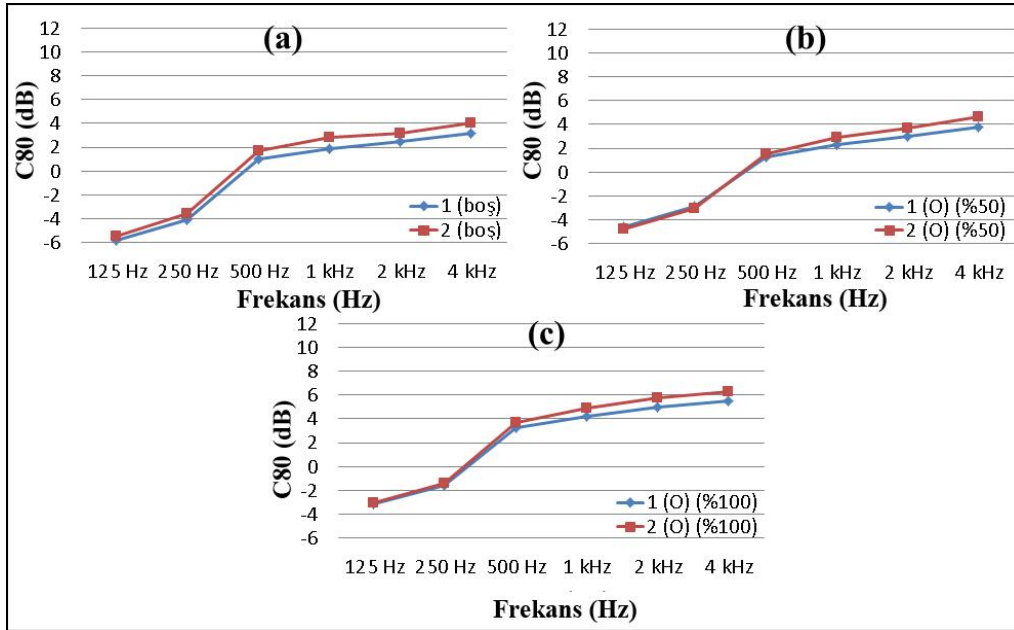 (a)
12
10
8
6
4
2
0
-2
-4
-6
C80 (dB)
1 (boş)
2 (boş)
125 Hz 250 Hz 500 Hz 1 kHz 2 kHz 4 kHz
Frekans (Hz)
(b)
12
10
8
6
4
2
0
-2
-4
-6
C80 (dB)
1 (O) (%50)
2 (O) (%50)
125 Hz 250 Hz 500 Hz 1 kHz 2 kHz 4 kHz
Frekans (Hz)
(c)
12
10
8
6
4
2
0
-2
-4
-6
C80 (dB)
1 (O) (%100)
2 (O) (%100)
125 Hz 250 Hz 500 Hz 1 kHz 2 kHz 4 kHz
Frekans (Hz)